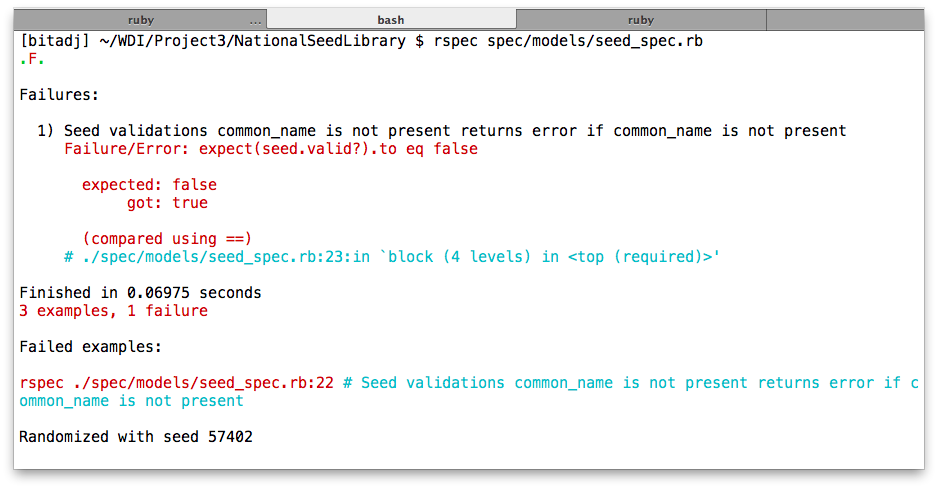 ruby ... bash ruby
[bitadj] ~/WDI/Project3/NationalSeedLibrary $ rspec spec/models/seed_spec.rb
.F.
Failures:
1) Seed validations common_name is not present returns error if common_name is not present
Failure/Error: expect(seed.valid?).to eq false
expected: false
got: true
(compared using ==)
# ./spec/models/seed_spec.rb:23:in `block (4 levels) in <top (required)>'
Finished in 0.06975 seconds
3 examples, 1 failure
Failed examples:
rspec ./spec/models/seed_spec.rb:22 # Seed validations common_name is not present returns error if c
ommon_name is not present
Randomized with seed 57402